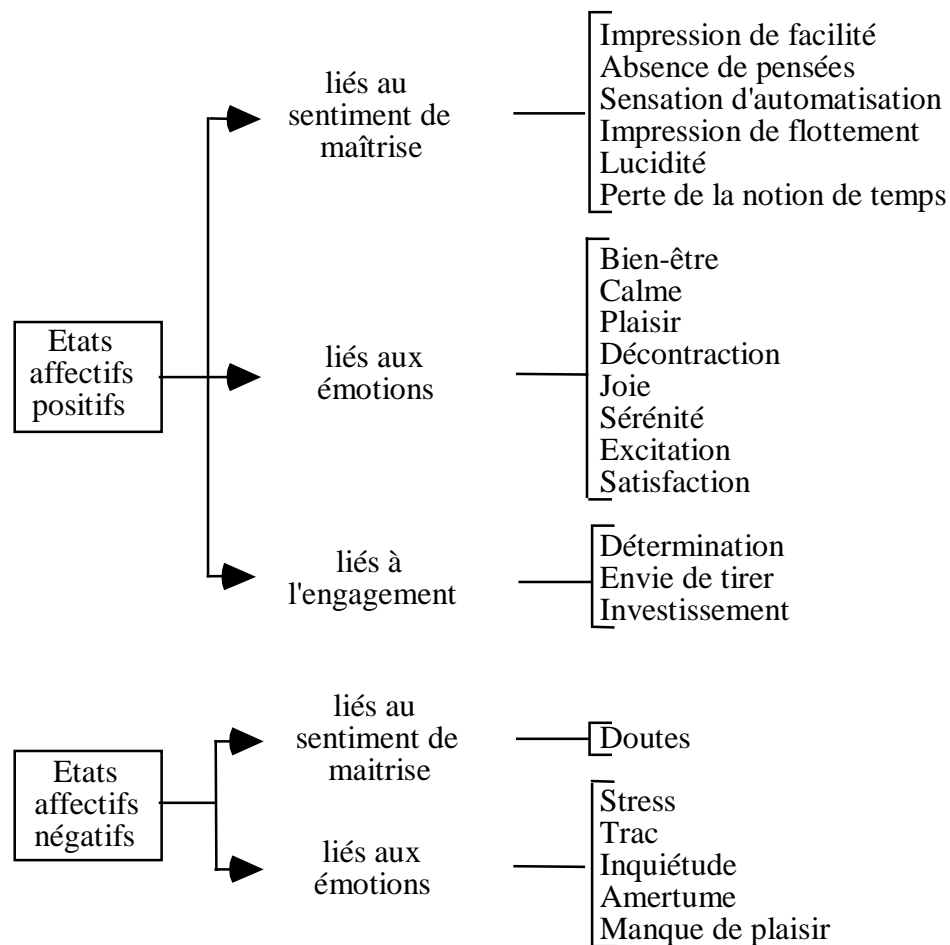 Etats
affectifs
positifs
liés au
sentiment de
maîtrise
Impression de facilité
Absence de pensées
Sensation d'automatisation
Impression de flottement
Lucidité
Perte de la notion de temps
liés aux
émotions
Bien-être
Calme
Plaisir
Décontraction
Joie
Sérénité
Excitation
Satisfaction
liés à
l'engagement
Détermination
Envie de tirer
Investissement
Etats
affectifs
négatifs
liés au
sentiment de
maitrise
Doutes
liés aux
émotions
Stress
Trac
Inquiétude
Amertume
Manque de plaisir